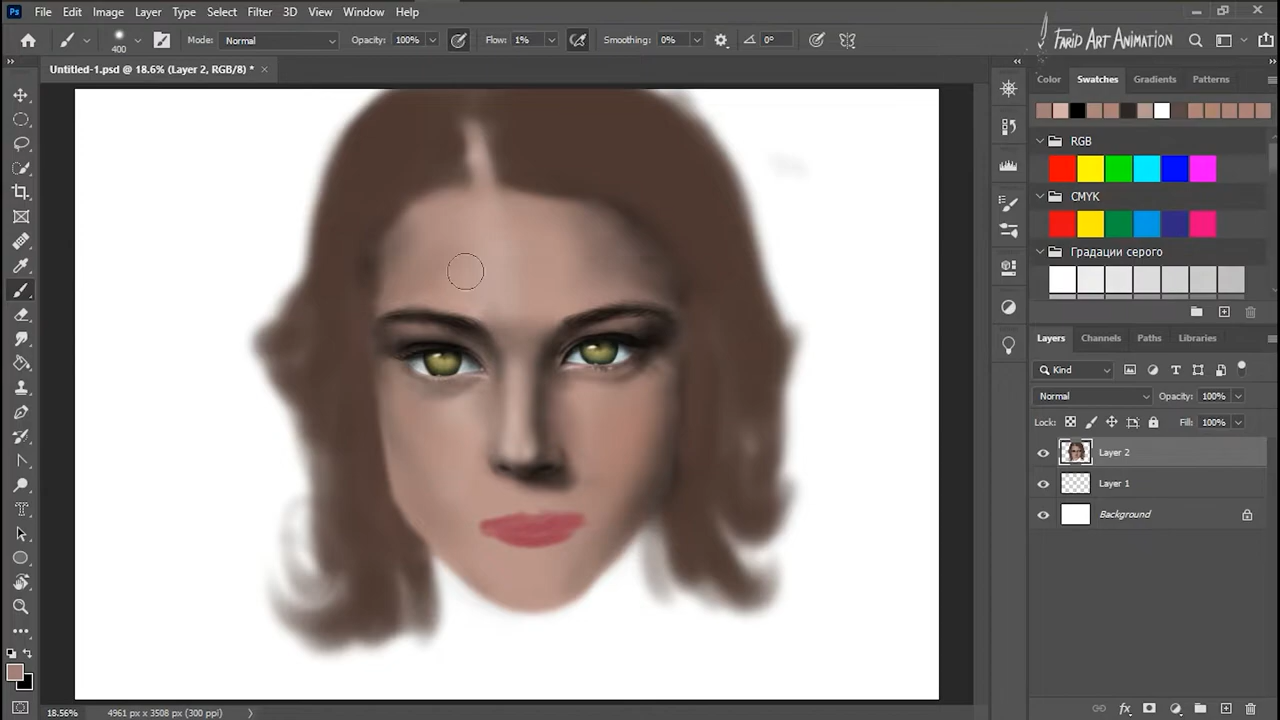 Ps File Edit Image Layer Type Select Filter 3D View Window Help
400 Mode: Normal Opacity: 100% Flow: 1% Smoothing: 0% 0° FARID ART ANIMATION
Untitled-1.psd @ 18.6% (Layer 2, RGB/8) *
Color Swatches Gradients Patterns
RGB
CMYK
Градации серого
Layers Channels Paths Libraries
Kind
Normal Opacity: 100%
Lock: Fill: 100%
Layer 2
Layer 1
Background
18.56% 4961 px x 3508 px (300 ppi)
fx